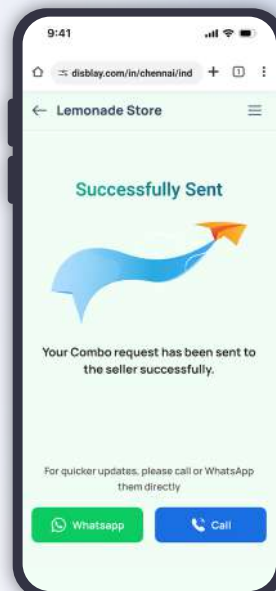 9:41
disblay.com/in/chennai/ind
1
Lemonade Store
Successfully Sent
Your Combo request has been sent to
the seller successfully.
For quicker updates, please call or WhatsApp
them directly
Whatsapp
Call